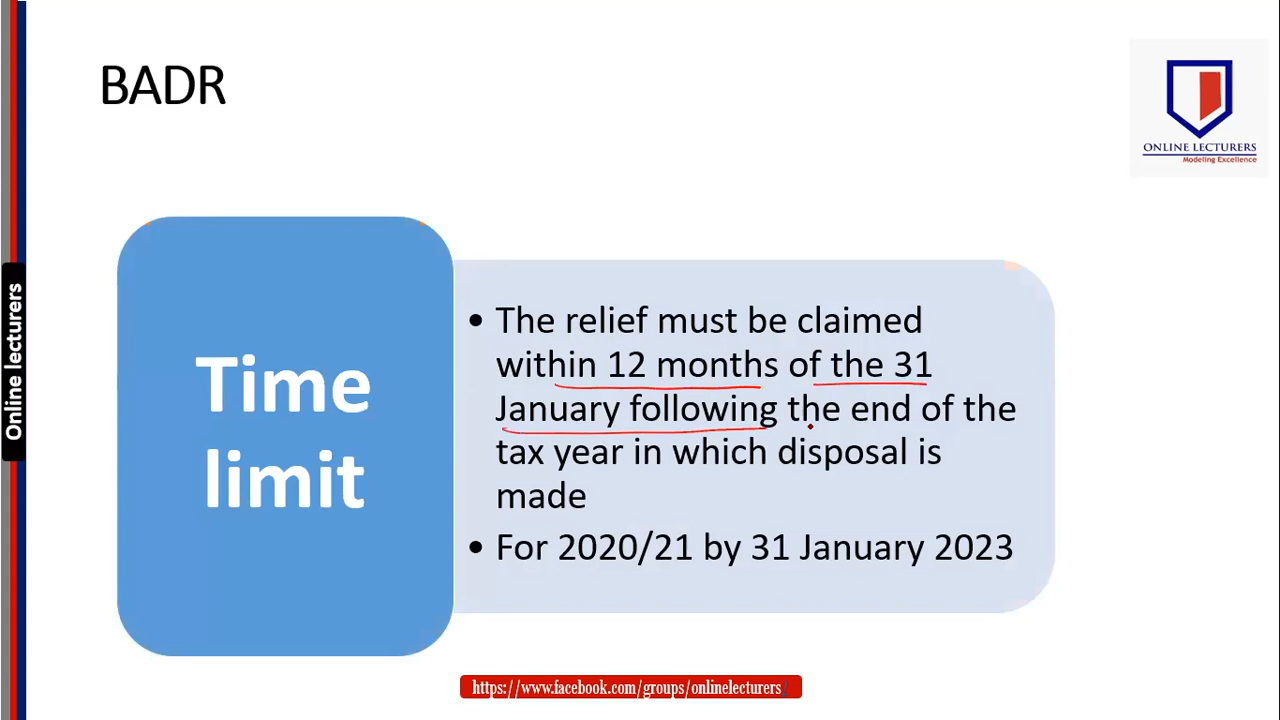 BADR
ONLINE LECTURERS
Modeling Excellence
Online lecturers
Time
limit
• The relief must be claimed
within 12 months of the 31
January following the end of the
tax year in which disposal is
made
• For 2020/21 by 31 January 2023
https://www.facebook.com/groups/onlinelecturers/